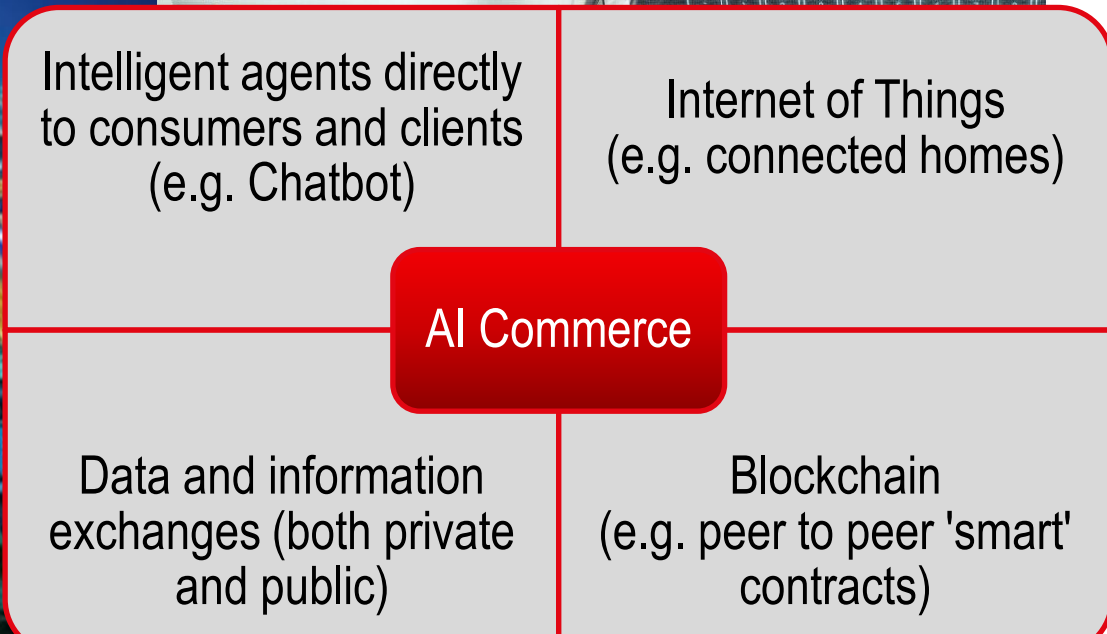 Intelligent agents directly
to consumers and clients
(e.g. Chatbot)
Internet of Things
(e.g. connected homes)
AI Commerce
Data and information
exchanges (both private
and public)
Blockchain
(e.g. peer to peer 'smart'
contracts)